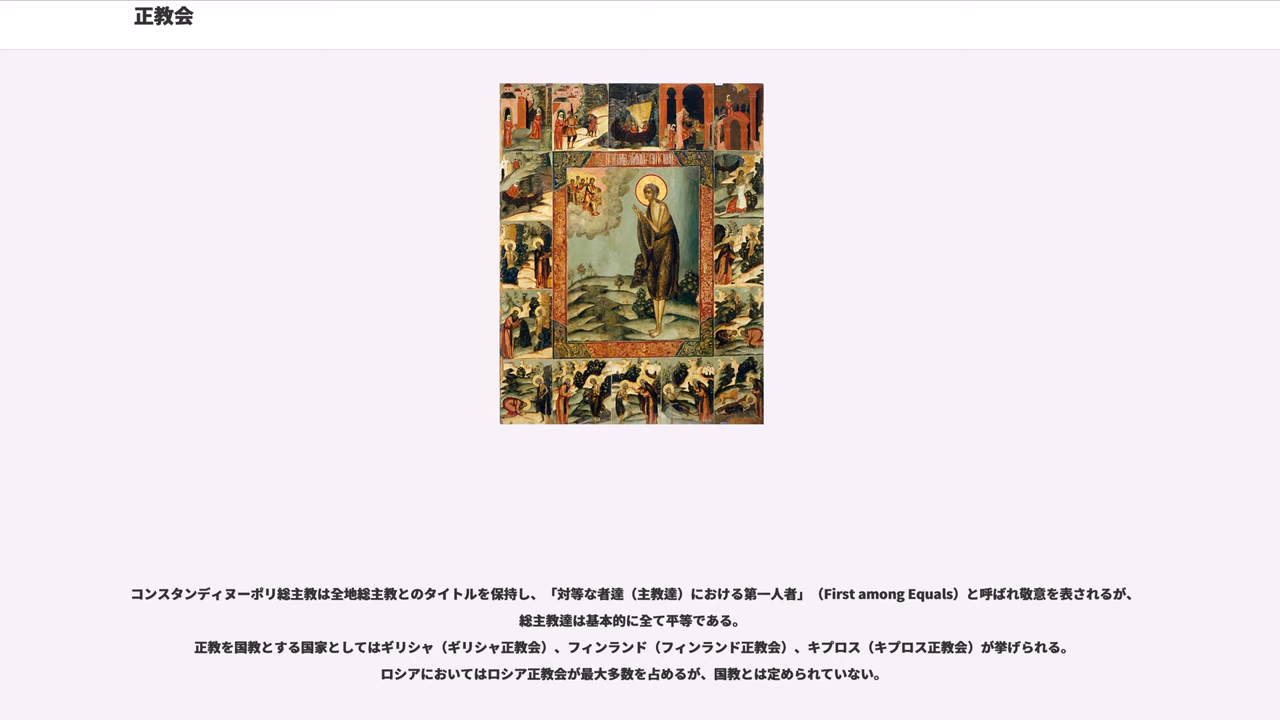 正教会
コンスタンディヌーポリ総主教は全地総主教とのタイトルを保持し、「対等な者達（主教達）における第一人者」（First among Equals）と呼ばれ敬意を表されるが、
総主教達は基本的に全て平等である。
正教を国教とする国家としてはギリシャ（ギリシャ正教会）、フィンランド（フィンランド正教会）、キプロス（キプロス正教会）が挙げられる。
ロシアにおいてはロシア正教会が最大多数を占めるが、国教とは定められていない。